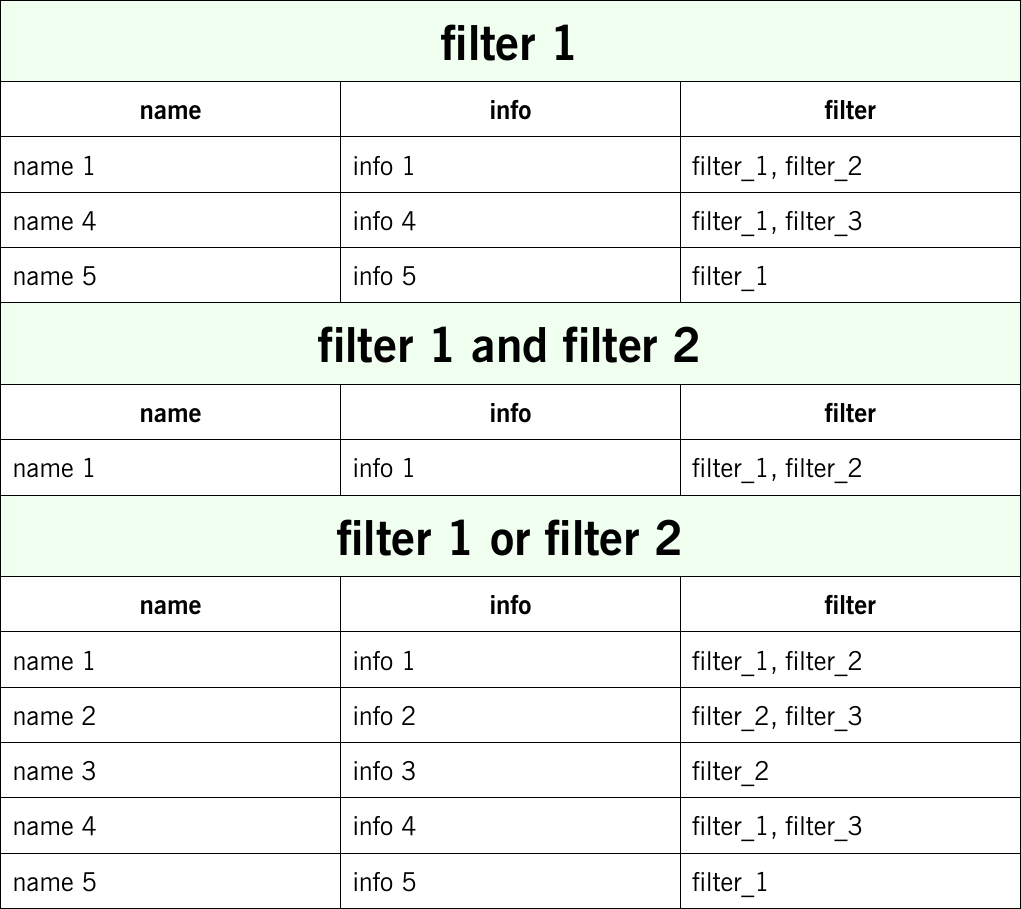 filter 1
name info filter
name 1 info 1 filter_1, filter_2
name 4 info 4 filter_1, filter_3
name 5 info 5 filter_1
filter 1 and filter 2
name info filter
name 1 info 1 filter_1, filter_2
filter 1 or filter 2
name info filter
name 1 info 1 filter_1, filter_2
name 2 info 2 filter_2, filter_3
name 3 info 3 filter_2
name 4 info 4 filter_1, filter_3
name 5 info 5 filter_1